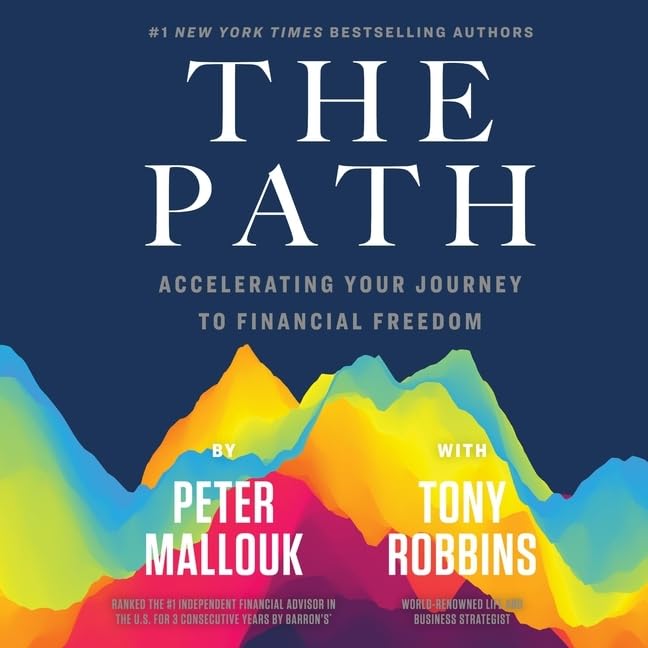 #1 NEW YORK TIMES BESTSELLING AUTHORS
THE
PATH
ACCELERATING YOUR JOURNEY
TO FINANCIAL FREEDOM
BY
PETER
MALLOUK
RANKED THE #1 INDEPENDENT FINANCIAL ADVISOR IN
THE U.S. FOR 3 CONSECUTIVE YEARS BY BARRON'S*
WITH
TONY
ROBBINS
WORLD-RENOWNED LIFE AND
BUSINESS STRATEGIST